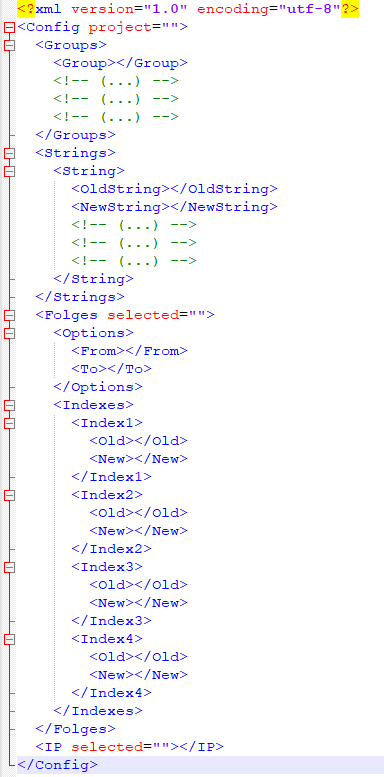 <?xml version="1.0" encoding="utf-8"?>
<Config project="">
<Groups>
<Group></Group>
<!-- (...) -->
<!-- (...) -->
<!-- (...) -->
</Groups>
<Strings>
<String>
<OldString></OldString>
<NewString></NewString>
<!-- (...) -->
<!-- (...) -->
<!-- (...) -->
</String>
</Strings>
<Folges selected="">
<Options>
<From></From>
<To></To>
</Options>
<Indexes>
<Index1>
<Old></Old>
<New></New>
</Index1>
<Index2>
<Old></Old>
<New></New>
</Index2>
<Index3>
<Old></Old>
<New></New>
</Index3>
<Index4>
<Old></Old>
<New></New>
</Index4>
</Indexes>
</Folges>
<IP selected=""></IP>
</Config>